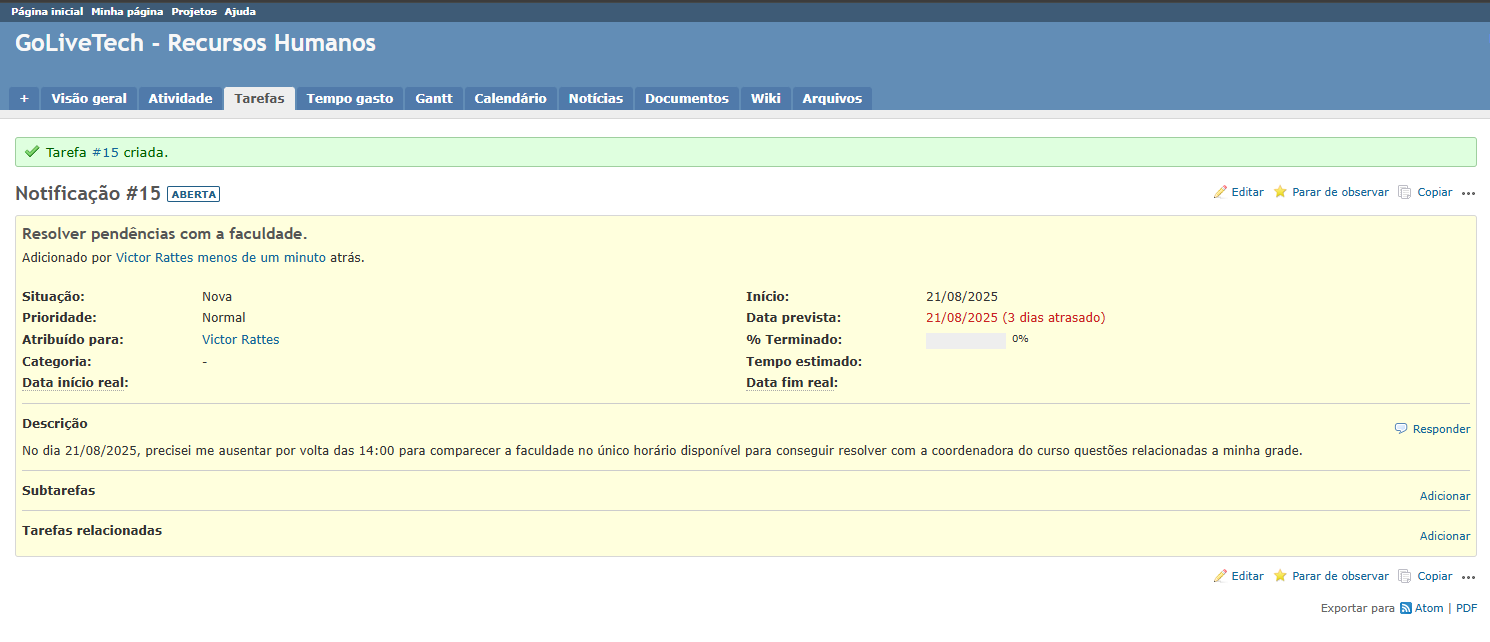 Página inicial Minha página Projetos Ajuda
GoLiveTech - Recursos Humanos
+ Visão geral Atividade Tarefas Tempo gasto Gantt Calendário Notícias Documentos Wiki Arquivos
Tarefa #15 criada.
Notificação #15 ABERTA Editar Parar de observar Copiar •••
Resolver pendências com a faculdade.
Adicionado por Victor Rattes menos de um minuto atrás.
Situação: Nova Início: 21/08/2025
Prioridade: Normal Data prevista: 21/08/2025 (3 dias atrasado)
Atribuído para: Victor Rattes % Terminado: 0%
Categoria: - Tempo estimado:
Data início real: Data fim real:
Descrição Responder
No dia 21/08/2025, precisei me ausentar por volta das 14:00 para comparecer a faculdade no único horário disponível para conseguir resolver com a coordenadora do curso questões relacionadas a minha grade.
Subtarefas Adicionar
Tarefas relacionadas Adicionar
Editar Parar de observar Copiar •••
Exportar para Atom | PDF